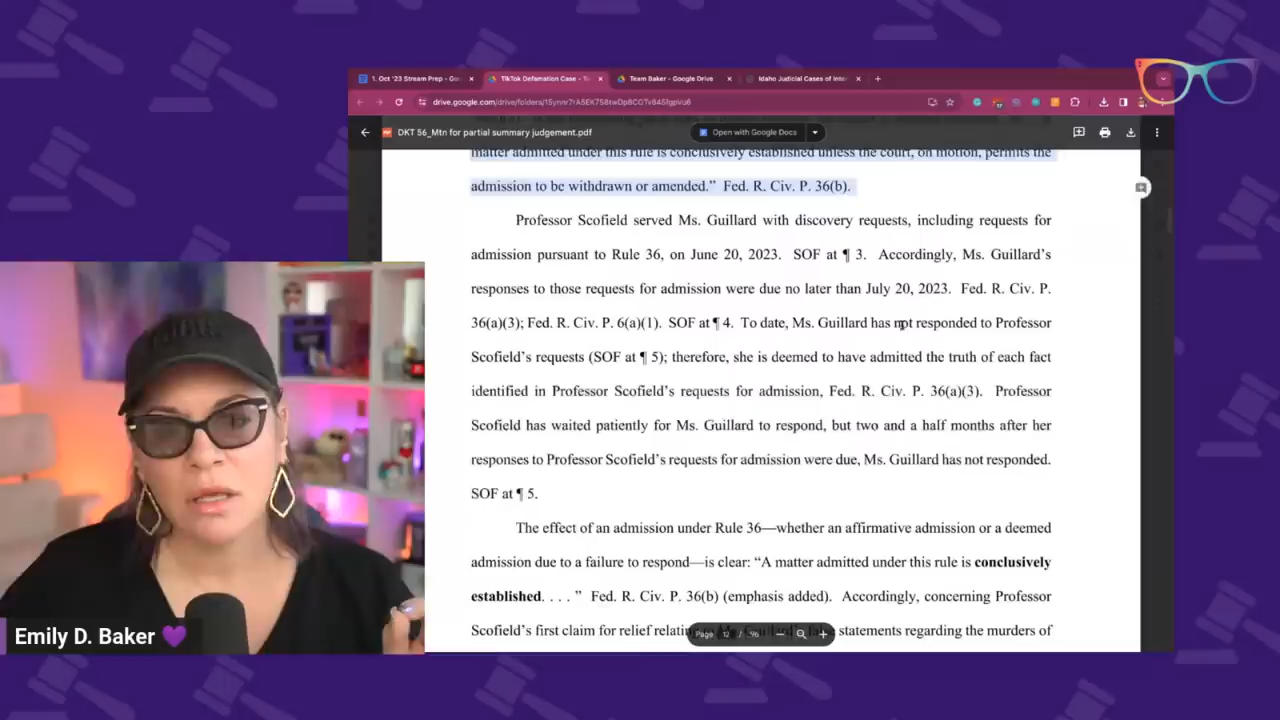 1. Oct '23 Stream Prep - Go
TikTok Defamation Case - Ti
Team Baker - Google Drive
Idaho Judicial Cases of Inter
DKT 56_Mtn for partial summary judgement.pdf
Open with Google Docs
matter admitted under this rule is conclusively established unless the court, on motion, permits the
admission to be withdrawn or amended.” Fed. R. Civ. P. 36(b).
Professor Scofield served Ms. Guillard with discovery requests, including requests for
admission pursuant to Rule 36, on June 20, 2023. SOF at ¶ 3. Accordingly, Ms. Guillard’s
responses to those requests for admission were due no later than July 20, 2023. Fed. R. Civ. P.
36(a)(3); Fed. R. Civ. P. 6(a)(1). SOF at ¶ 4. To date, Ms. Guillard has not responded to Professor
Scofield’s requests (SOF at ¶ 5); therefore, she is deemed to have admitted the truth of each fact
identified in Professor Scofield’s requests for admission, Fed. R. Civ. P. 36(a)(3). Professor
Scofield has waited patiently for Ms. Guillard to respond, but two and a half months after her
responses to Professor Scofield’s requests for admission were due, Ms. Guillard has not responded.
SOF at ¶ 5.
The effect of an admission under Rule 36—whether an affirmative admission or a deemed
admission due to a failure to respond—is clear: “A matter admitted under this rule is conclusively
established. . . . ” Fed. R. Civ. P. 36(b) (emphasis added). Accordingly, concerning Professor
Scofield’s first claim for relief statements regarding the murders of
Page 12 /
Emily D. Baker 💜